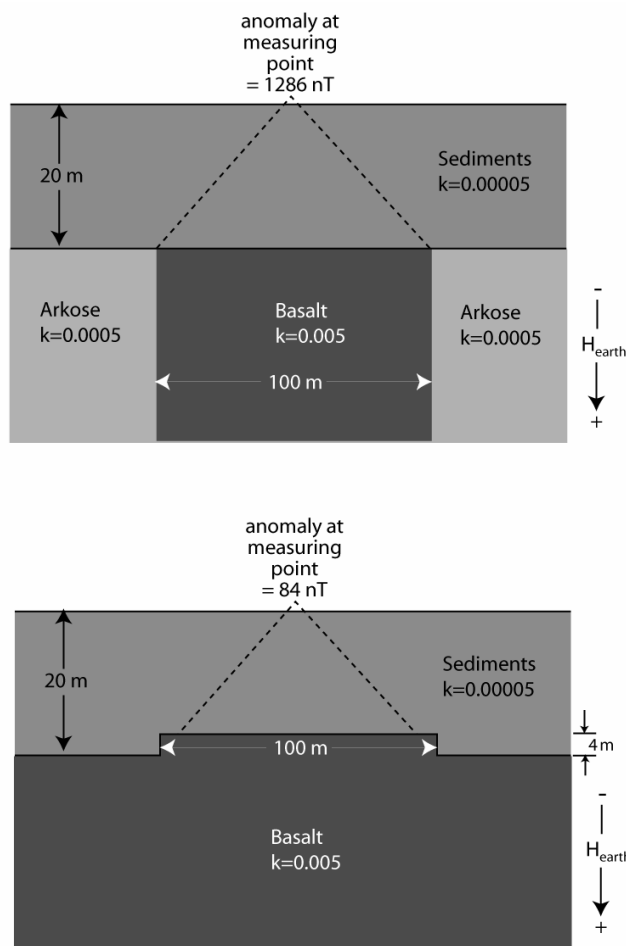 anomaly at
measuring
point
= 1286 nT
20 m
Sediments
k=0.00005
Arkose
k=0.0005
Basalt
k=0.005
Arkose
k=0.0005
100 m
-
H earth
+
anomaly at
measuring
point
= 84 nT
20 m
Sediments
k=0.00005
100 m
4 m
Basalt
k=0.005
-
H earth
+